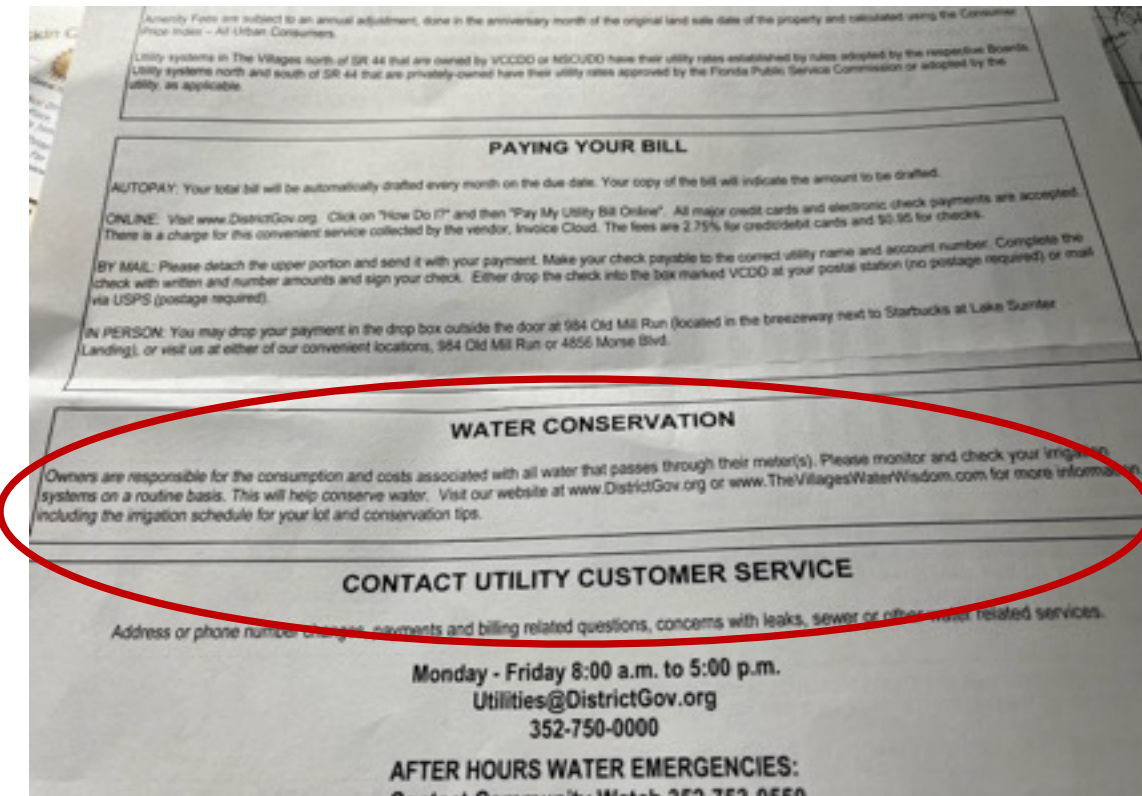 Amenity Fees are subject to an annual adjustment, done in the anniversary month of the original land sale date of the property and calculated using the Consumer
Price Index – All Urban Consumers.
Utility systems in The Villages north of SR 44 that are owned by VCCDD or NSCUDD have their utility rates established by rules adopted by the respective Boards.
Utility systems north and south of SR 44 that are privately-owned have their utility rates approved by the Florida Public Service Commission or adopted by the
utility, as applicable.
PAYING YOUR BILL
AUTOPAY: Your total bill will be automatically drafted every month on the due date. Your copy of the bill will indicate the amount to be drafted.
ONLINE: Visit www.DistrictGov.org. Click on "How Do I?" and then "Pay My Utility Bill Online". All major credit cards and electronic check payments are accepted.
There is a charge for this convenient service collected by the vendor, Invoice Cloud. The fees are 2.75% for credit/debit cards and $0.95 for checks.
BY MAIL: Please detach the upper portion and send it with your payment. Make your check payable to the correct utility name and account number. Complete the
check with written and number amounts and sign your check. Either drop the check into the box marked VCDD at your postal station (no postage required) or mail
via USPS (postage required).
IN PERSON: You may drop your payment in the drop box outside the door at 984 Old Mill Run (located in the breezeway next to Starbucks at Lake Sumter
Landing), or visit us at either of our convenient locations, 984 Old Mill Run or 4856 Morse Blvd.
WATER CONSERVATION
Owners are responsible for the consumption and costs associated with all water that passes through their meter(s). Please monitor and check your irrigation
systems on a routine basis. This will help conserve water. Visit our website at www.DistrictGov.org or www.TheVillagesWaterWisdom.com for more information
including the irrigation schedule for your lot and conservation tips.
CONTACT UTILITY CUSTOMER SERVICE
Address or phone number changes, payments and billing related questions, concerns with leaks, sewer or other water related services.
Monday - Friday 8:00 a.m. to 5:00 p.m.
Utilities@DistrictGov.org
352-750-0000
AFTER HOURS WATER EMERGENCIES:
Contact Community Watch 352-753-0550